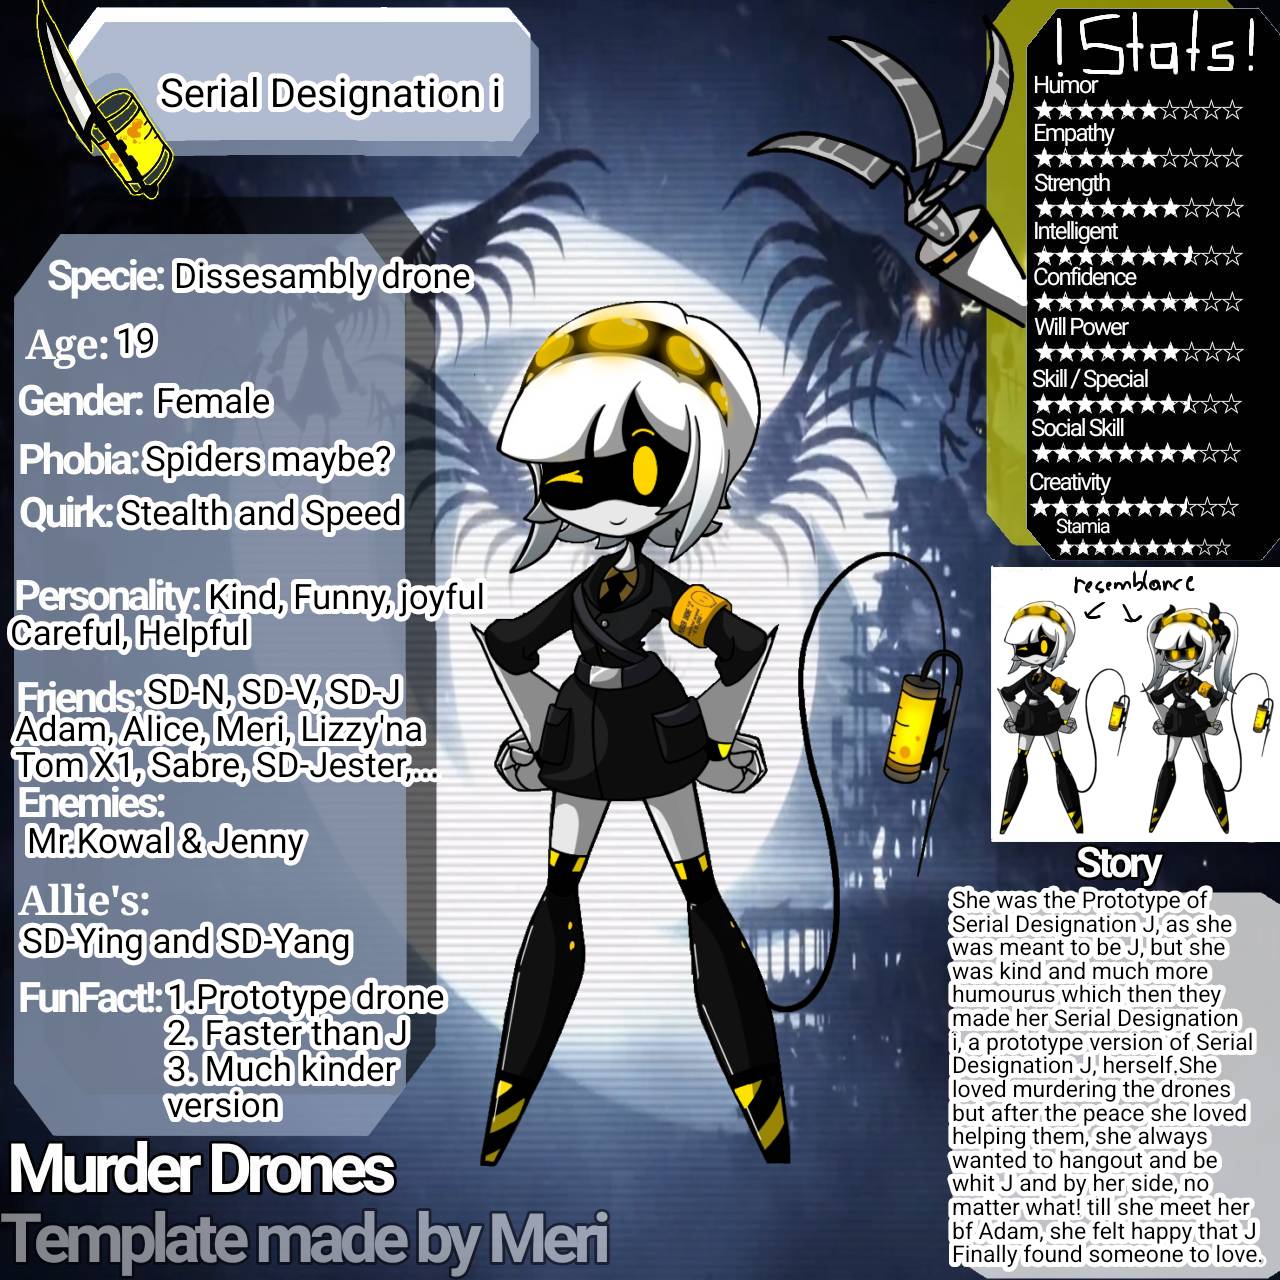 Serial Designation i
Specie: Dissesambly drone
Age: 19
Gender: Female
Phobia: Spiders maybe?
Quirk: Stealth and Speed
Personality: Kind, Funny, joyful
Careful, Helpful
Friends: SD-N, SD-V, SD-J
Adam, Alice, Meri, Lizzy'na
Tom X1, Sabre, SD-Jester,...
Enemies:
Mr.Kowal & Jenny
Allie's:
SD-Ying and SD-Yang
FunFact!: 1.Prototype drone
2. Faster than J
3. Much kinder
version
Murder Drones
Template made by Meri
!Stats!
Humor
★★★★★★☆☆☆☆
Empathy
★★★★★★☆☆☆☆
Strength
★★★★★★★☆☆☆
Intelligent
Confidence
★★★★★★★★☆☆
Will Power
★★★★★★★☆☆☆
Skill / Special
Social Skill
★★★★★★★★☆☆
Creativity
Stamia
★★★★★★★★☆☆
resemblance
Story
She was the Prototype of
Serial Designation J, as she
was meant to be J, but she
was kind and much more
humourus which then they
made her Serial Designation
i, a prototype version of Serial
Designation J, herself.She
loved murdering the drones
but after the peace she loved
helping them, she always
wanted to hangout and be
whit J and by her side, no
matter what! till she meet her
bf Adam, she felt happy that J
Finally found someone to love.